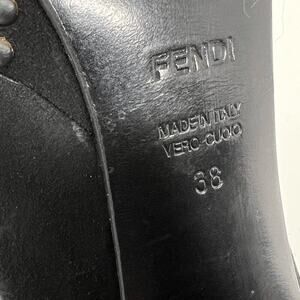 FENDI
MADE IN ITALY
VERO CUOIO
38